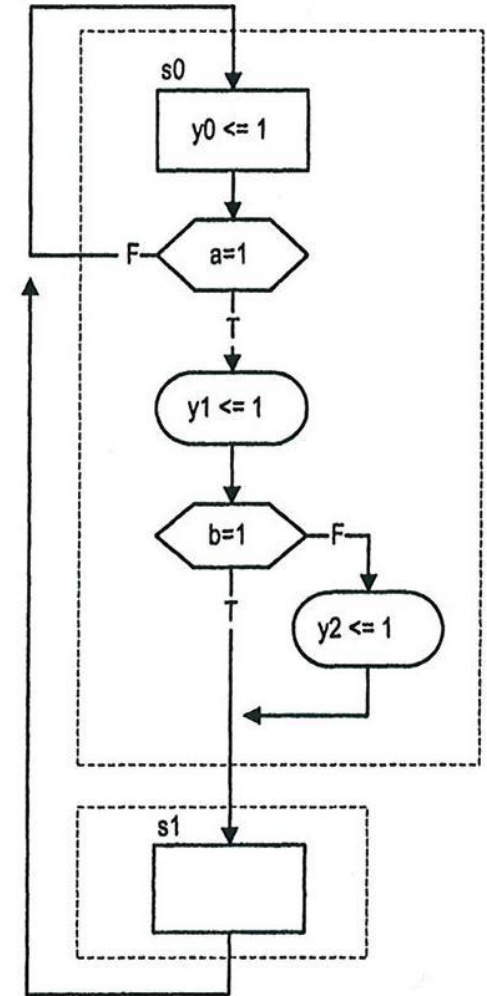 s0
y0 <= 1
F
a=1
T
y1 <= 1
b=1
F
T
y2 <= 1
s1